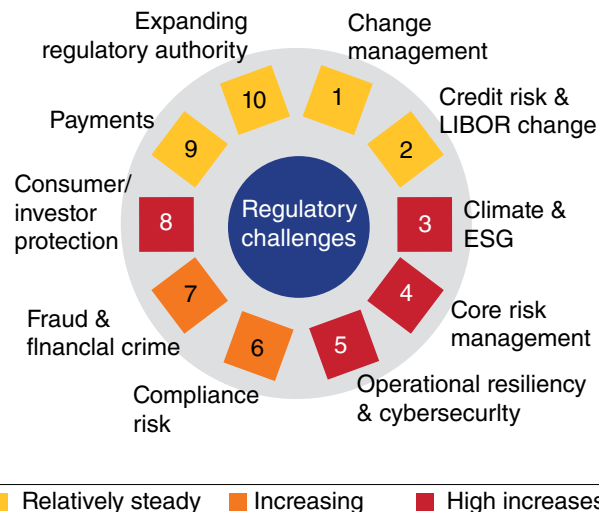 Expanding
regulatory authority
Change
management
Payments
Credit risk &
LIBOR change
10
1
9
2
Consumer/
investor
protection
8
Regulatory
challenges
3
Climate &
ESG
7
4
Fraud &
flnanclal crime
6
5
Core risk
management
Compliance
risk
Operational resiliency
& cybersecurlty
Relatively steady
Increasing
High increases